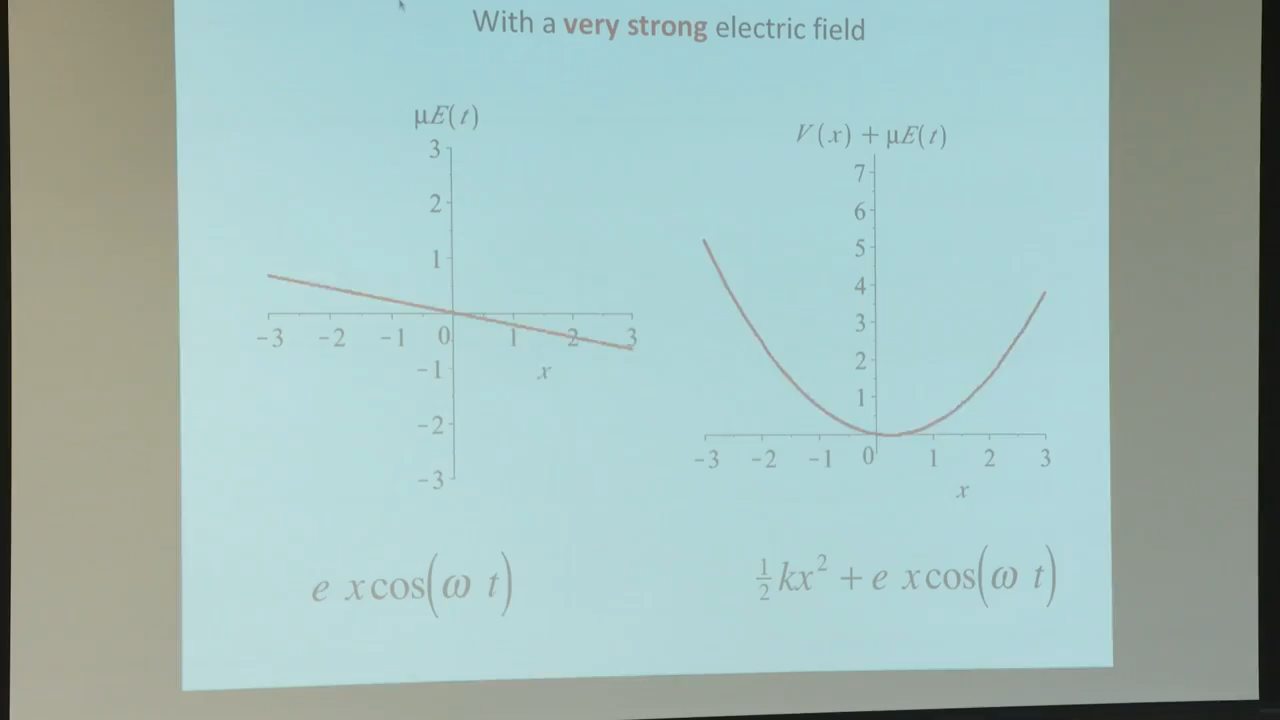 With a very strong electric field
μE(t)
3
2
1
-3 -2 -1 0 1 2 3
x
-1
-2
-3
e x cos(ω t)
V(x) + μE(t)
7
6
5
4
3
2
1
-3 -2 -1 0 1 2 3
x
½kx² + e x cos(ω t)